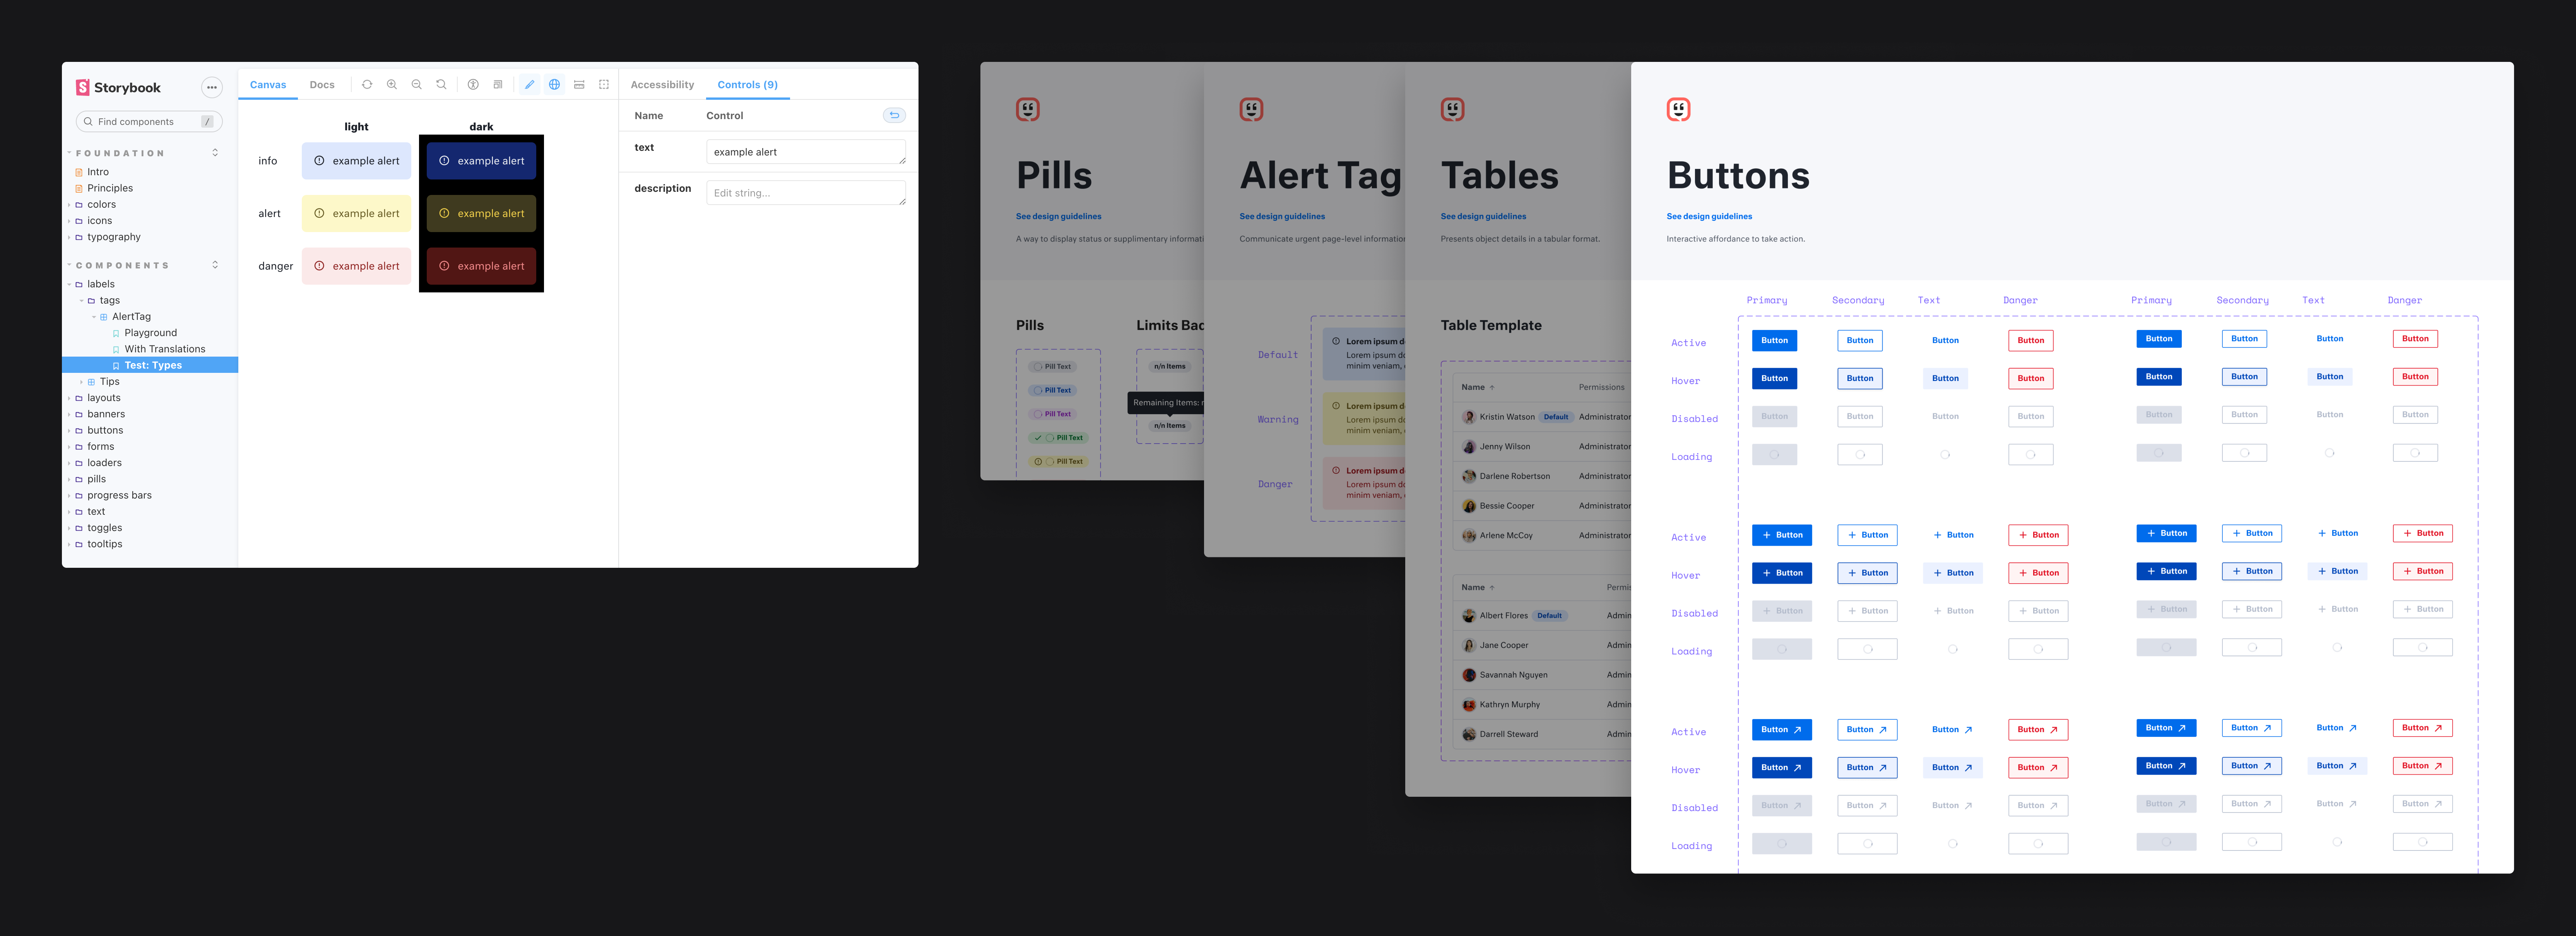 Storybook
Find components
/
FOUNDATION
Intro
Principles
colors
icons
typography
COMPONENTS
labels
tags
AlertTag
Playground
With Translations
Test: Types
Tips
layouts
banners
buttons
forms
loaders
pills
progress bars
text
toggles
tooltips
Canvas
Docs
light
dark
info
example alert
example alert
alert
example alert
example alert
danger
example alert
example alert
Accessibility
Controls (9)
Name
Control
text
example alert
description
Edit string...
Pills
See design guidelines
A way to display status or supplimentary informati
Pills
Pill Text
Pill Text
Pill Text
Pill Text
Pill Text
Limits Bad
n/n Items
Remaining Items: n
n/n Items
Alert Tag
See design guidelines
Communicate urgent page-level information
Default
Lorem ipsum d
Lorem ipsum d
minim veniam,
Warning
Lorem ipsum d
Lorem ipsum d
minim veniam,
Danger
Lorem ipsum d
Lorem ipsum d
minim veniam,
Tables
See design guidelines
Presents object details in a tabular format.
Table Template
Name
Permissions
Kristin Watson Default Administrator
Jenny Wilson Administrator
Darlene Robertson Administrator
Bessie Cooper Administrator
Arlene McCoy Administrator
Name
Permis
Albert Flores Default Admin
Jane Cooper Admin
Savannah Nguyen Admin
Kathryn Murphy Admin
Darrell Steward Admin
Buttons
See design guidelines
Interactive affordance to take action.
Primary Secondary Text Danger Primary Secondary Text Danger
Active Button Button Button Button Button Button Button Button
Hover Button Button Button Button Button Button Button Button
Disabled Button Button Button Button Button Button Button Button
Loading
Active Button Button Button Button Button Button Button Button
Hover Button Button Button Button Button Button Button Button
Disabled Button Button Button Button Button Button Button Button
Loading
Active Button Button Button Button Button Button Button Button
Hover Button Button Button Button Button Button Button Button
Disabled Button Button Button Button Button Button Button Button
Loading